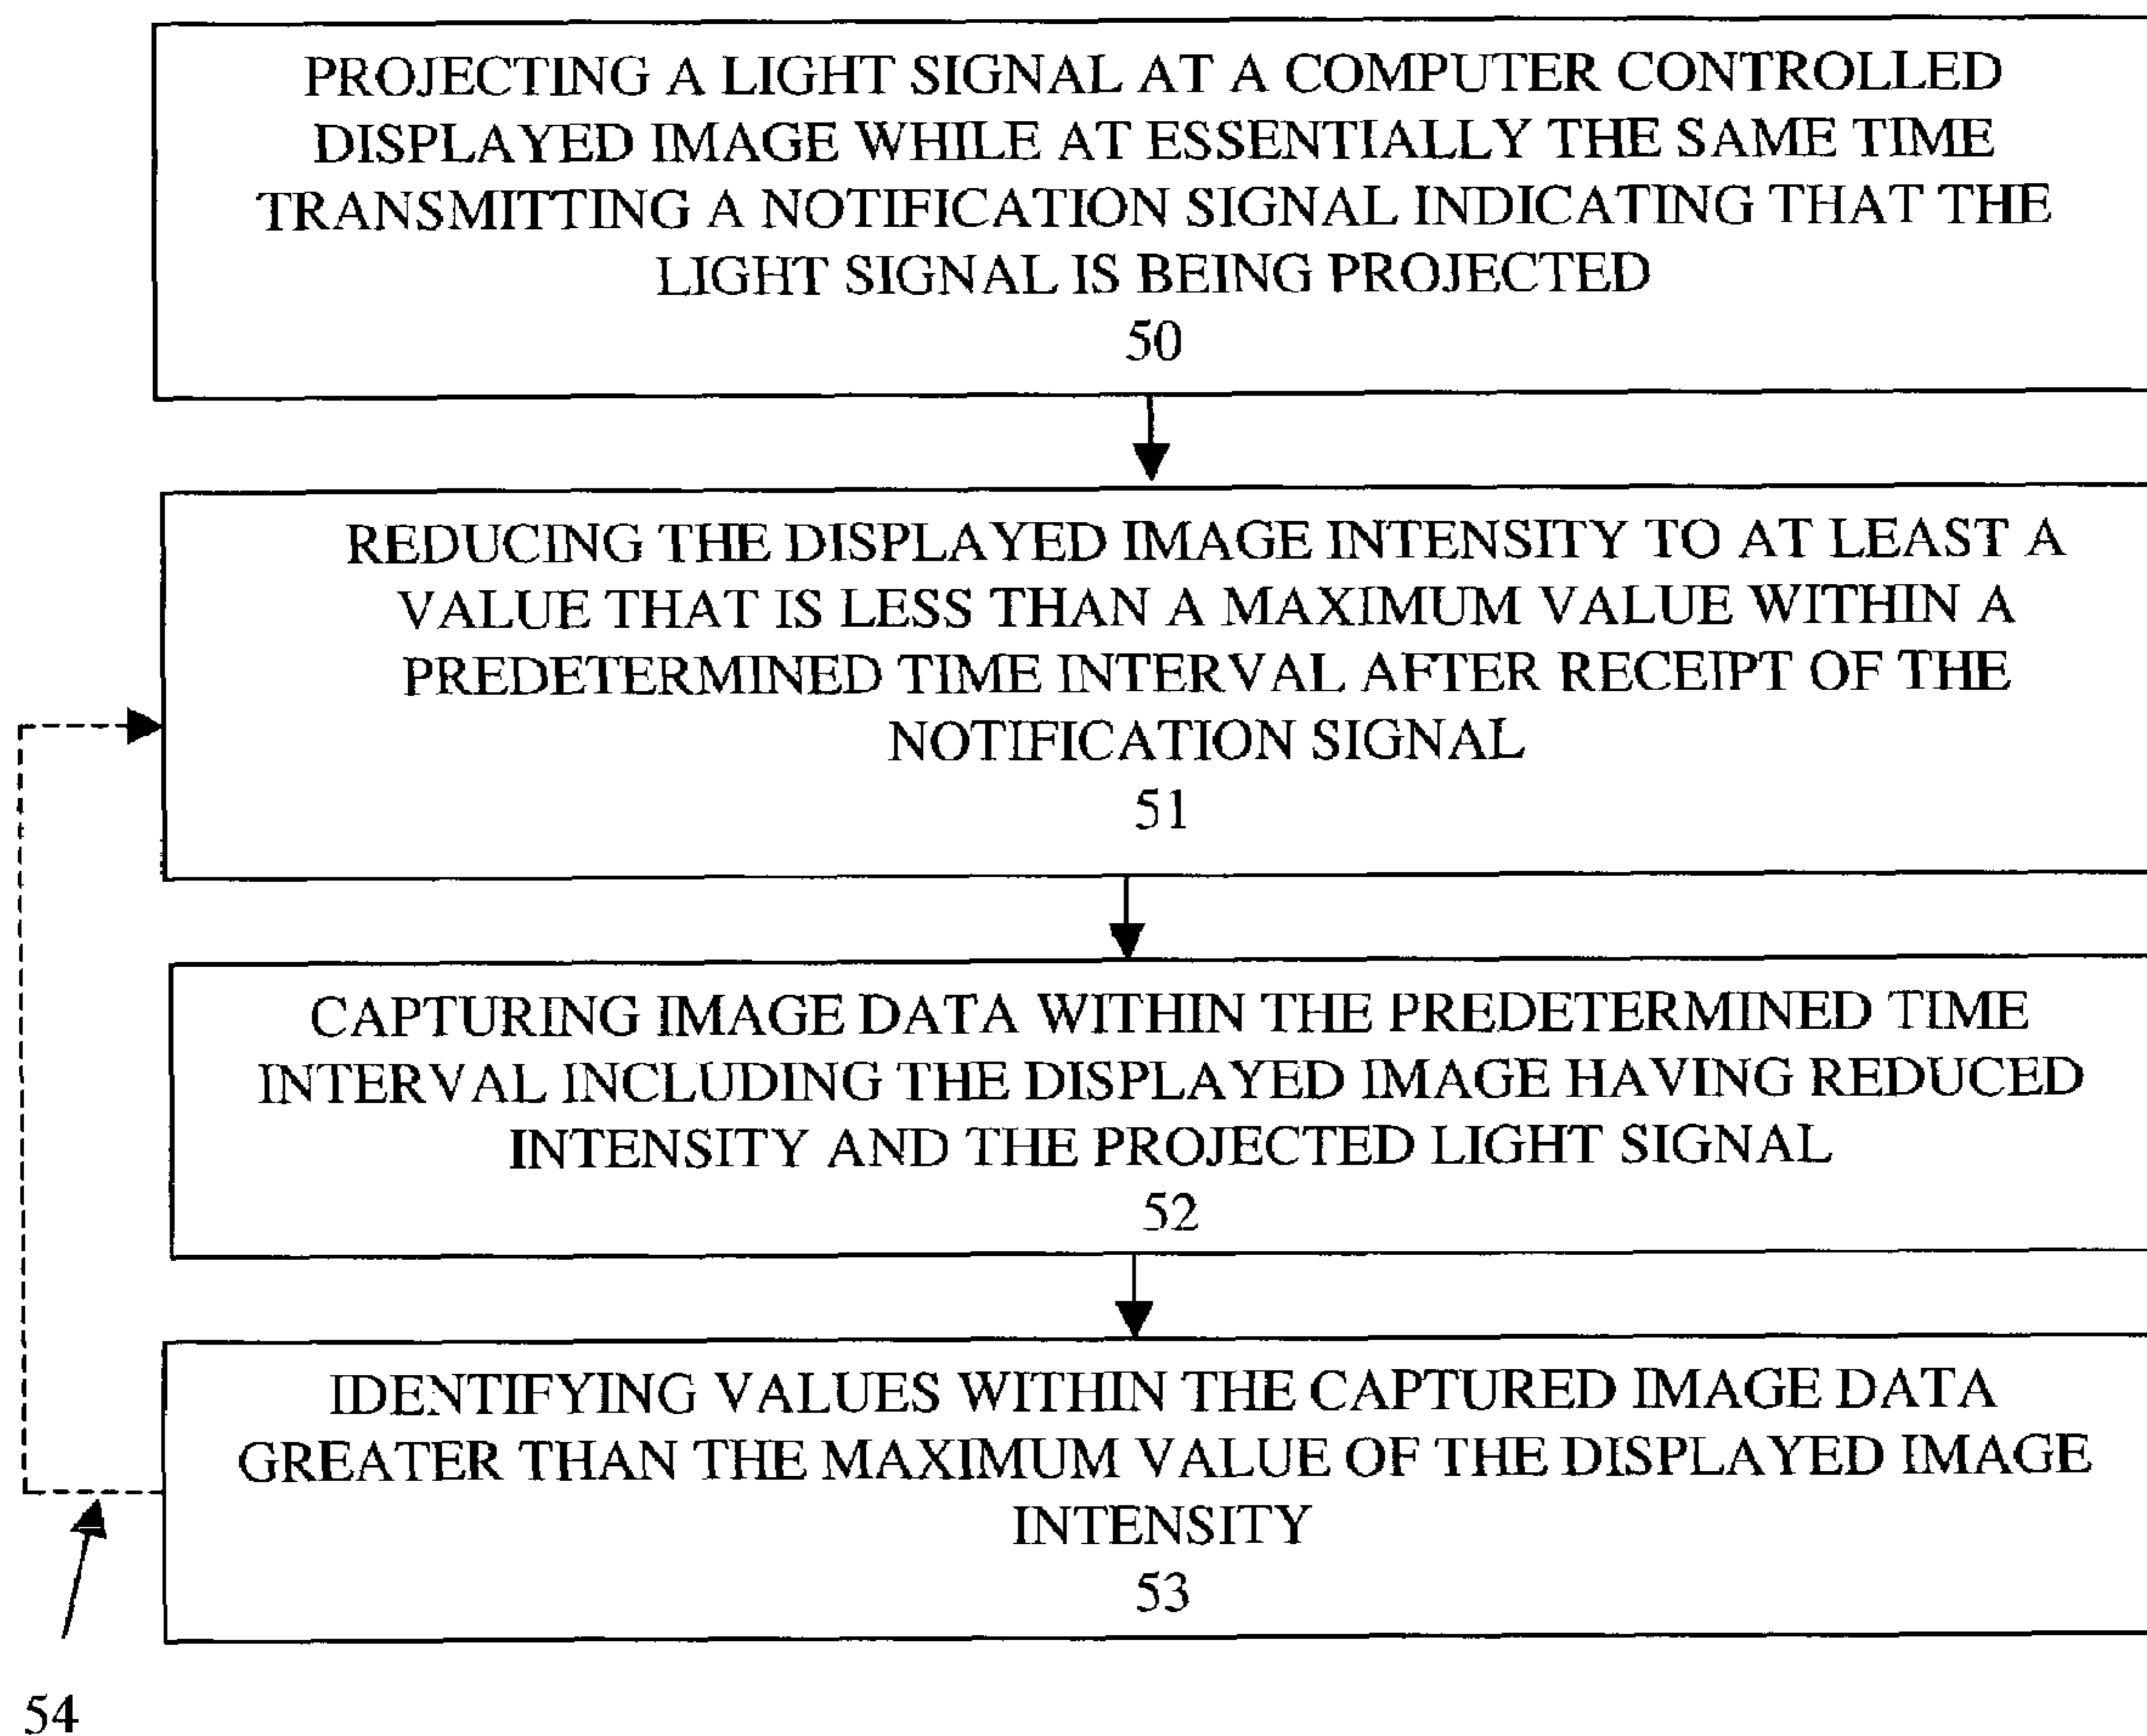 PROJECTING A LIGHT SIGNAL AT A COMPUTER CONTROLLED
DISPLAYED IMAGE WHILE AT ESSENTIALLY THE SAME TIME
TRANSMITTING A NOTIFICATION SIGNAL INDICATING THAT THE
LIGHT SIGNAL IS BEING PROJECTED
50
REDUCING THE DISPLAYED IMAGE INTENSITY TO AT LEAST A
VALUE THAT IS LESS THAN A MAXIMUM VALUE WITHIN A
PREDETERMINED TIME INTERVAL AFTER RECEIPT OF THE
NOTIFICATION SIGNAL
51
CAPTURING IMAGE DATA WITHIN THE PREDETERMINED TIME
INTERVAL INCLUDING THE DISPLAYED IMAGE HAVING REDUCED
INTENSITY AND THE PROJECTED LIGHT SIGNAL
52
IDENTIFYING VALUES WITHIN THE CAPTURED IMAGE DATA
GREATER THAN THE MAXIMUM VALUE OF THE DISPLAYED IMAGE
INTENSITY
53
54